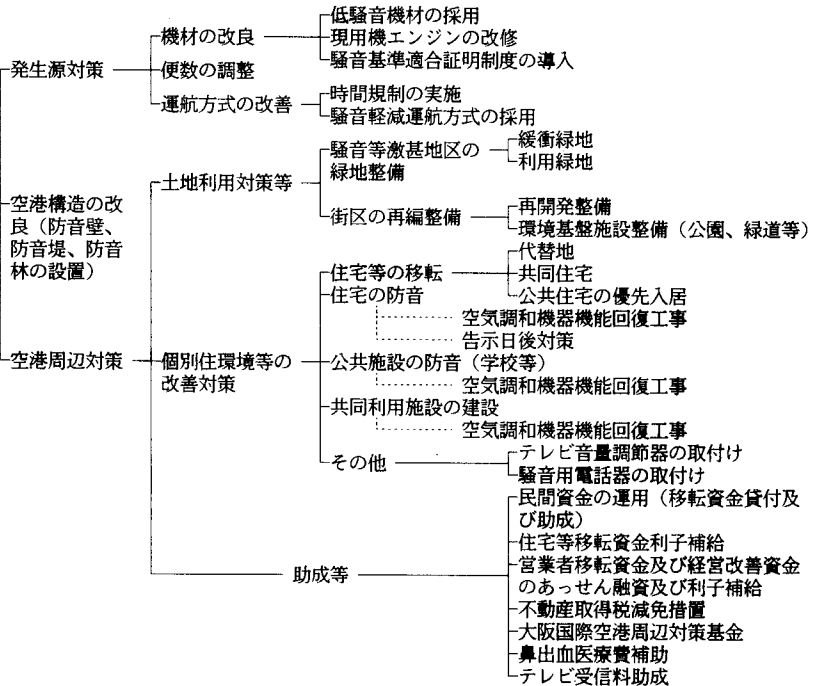 発生源対策
機材の改良
低騒音機材の採用
現用機エンジンの改修
騒音基準適合証明制度の導入
便数の調整
運航方式の改善
時間規制の実施
騒音軽減運航方式の採用
空港構造の改
良（防音壁、
防音堤、防音
林の設置）
空港周辺対策
土地利用対策等
騒音等激甚地区の
緑地整備
緩衝緑地
利用緑地
街区の再編整備
再開発整備
環境基盤施設整備（公園、緑道等）
個別住環境等の
改善対策
住宅等の移転
代替地
共同住宅
公共住宅の優先入居
住宅の防音
空気調和機器機能回復工事
告示日後対策
公共施設の防音（学校等）
空気調和機器機能回復工事
共同利用施設の建設
空気調和機器機能回復工事
その他
テレビ音量調節器の取付け
騒音用電話器の取付け
助成等
民間資金の運用（移転資金貸付及
び助成）
住宅等移転資金利子補給
営業者移転資金及び経営改善資金
のあっせん融資及び利子補給
不動産取得税減免措置
大阪国際空港周辺対策基金
鼻出血医療費補助
テレビ受信料助成